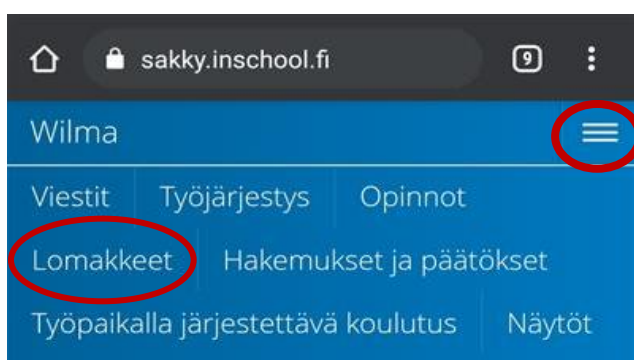 sakky.inschool.fi 9
Wilma
Viestit Työjärjestys Opinnot
Lomakkeet Hakemukset ja päätökset
Työpaikalla järjestettävä koulutus Näytöt